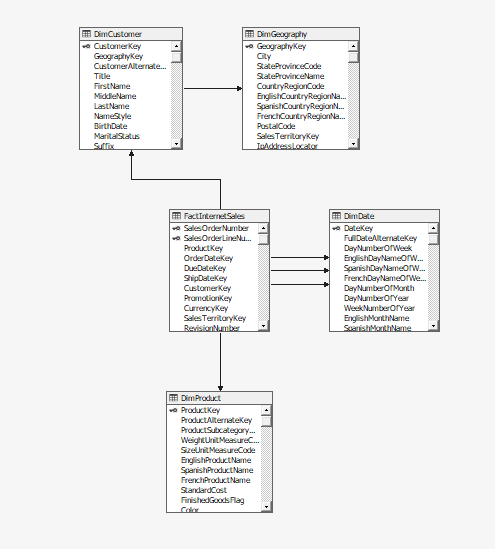 DimCustomer
CustomerKey
GeographyKey
CustomerAlternate...
Title
FirstName
MiddleName
LastName
NameStyle
BirthDate
MaritalStatus
Suffix
DimGeography
GeographyKey
City
StateProvinceCode
StateProvinceName
CountryRegionCode
EnglishCountryRegionN...
SpanishCountryRegionN...
FrenchCountryRegionNa...
PostalCode
SalesTerritoryKey
IpAddressLocator
FactInternetSales
SalesOrderNumber
SalesOrderLineNu...
ProductKey
OrderDateKey
DueDateKey
ShipDateKey
CustomerKey
PromotionKey
CurrencyKey
SalesTerritoryKey
RevisionNumber
DimDate
DateKey
FullDateAlternateKey
DayNumberOfWeek
EnglishDayNameOfW...
SpanishDayNameOfW...
FrenchDayNameOfWe...
DayNumberOfMonth
DayNumberOfYear
WeekNumberOfYear
EnglishMonthName
SpanishMonthName
DimProduct
ProductKey
ProductAlternateKey
ProductSubcategory...
WeightUnitMeasureC...
SizeUnitMeasureCode
EnglishProductName
SpanishProductName
FrenchProductName
StandardCost
FinishedGoodsFlag
Color